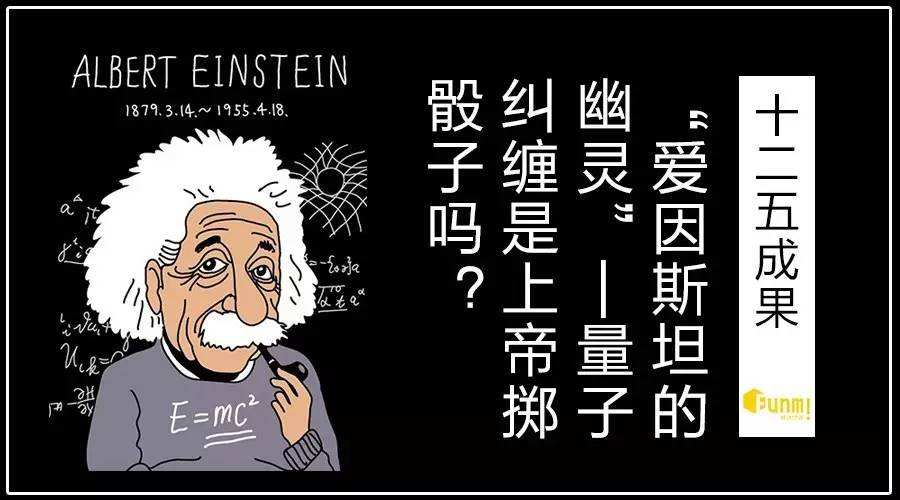 ALBERT EINSTEIN
1879.3.14.~1955.4.18.
E=mc²
十二五成果
“爱因斯坦的
幽灵”—量子
纠缠是上帝掷
骰子吗？
Funm!